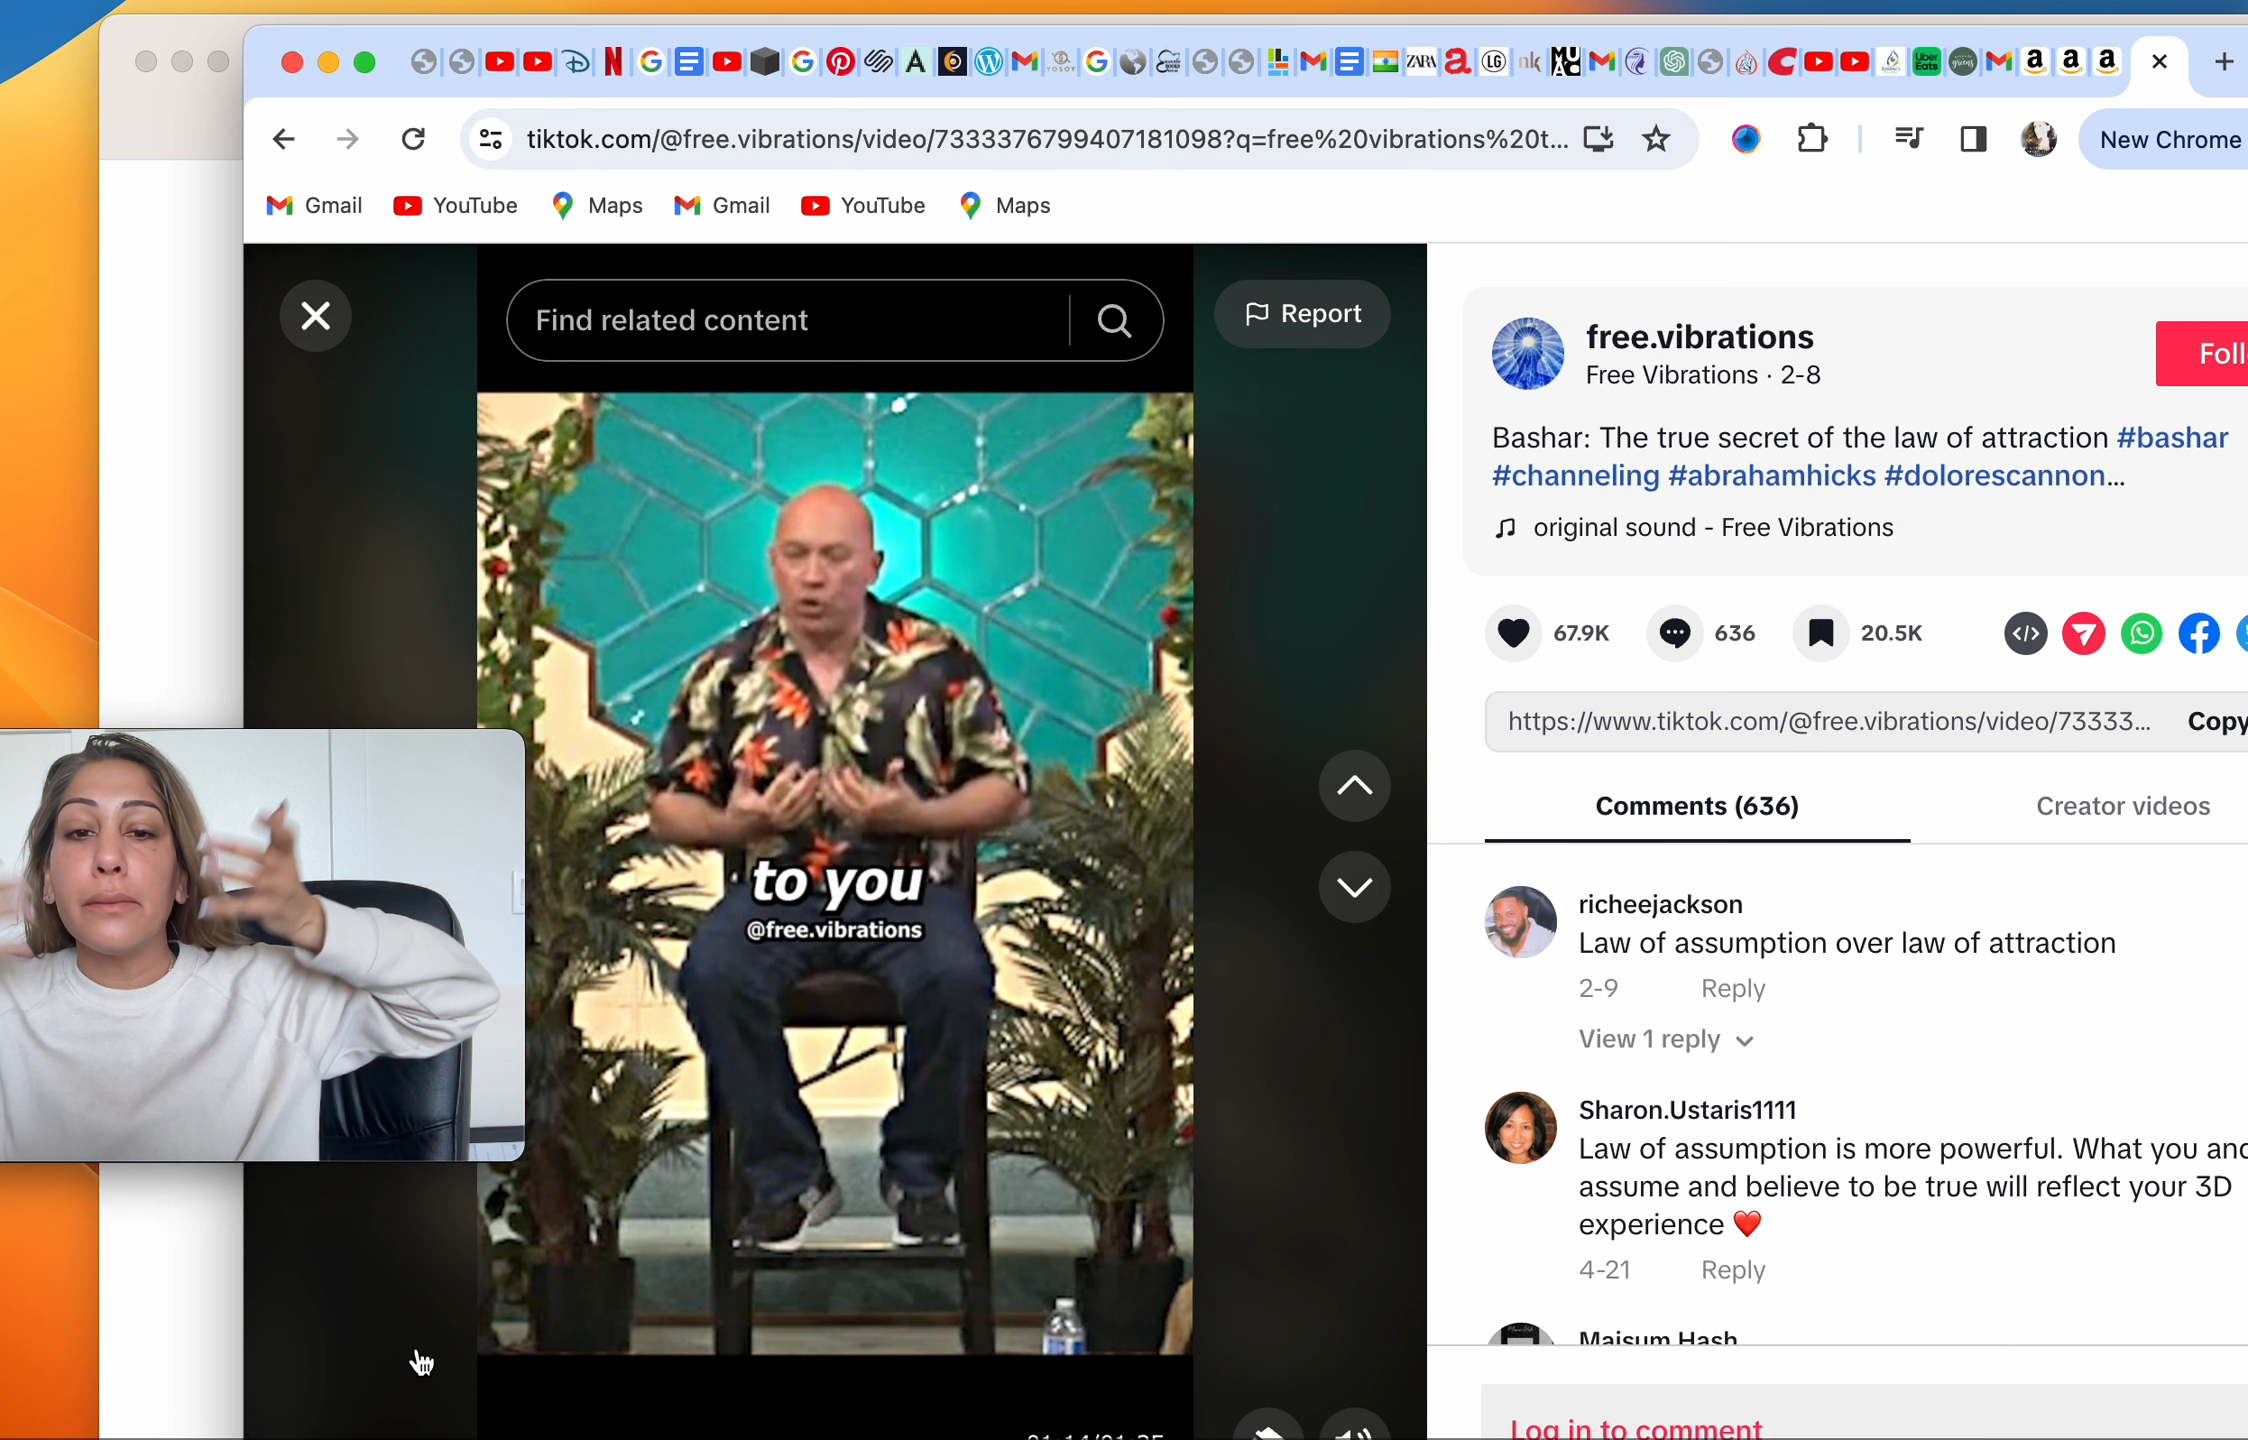 tiktok.com/@free.vibrations/video/7333376799407181098?q=free%20vibrations%20t...
New Chrome
Gmail
YouTube
Maps
Gmail
YouTube
Maps
Find related content
Report
to you
@free.vibrations
free.vibrations
Free Vibrations · 2-8
Foll
Bashar: The true secret of the law of attraction #bashar
#channeling #abrahamhicks #dolorescannon...
original sound - Free Vibrations
67.9K
636
20.5K
https://www.tiktok.com/@free.vibrations/video/73333...
Copy
Comments (636)
Creator videos
richeejackson
Law of assumption over law of attraction
2-9
Reply
View 1 reply
Sharon.Ustaris1111
Law of assumption is more powerful. What you and
assume and believe to be true will reflect your 3D
experience ❤️
4-21
Reply
Maisum Hash
Log in to comment